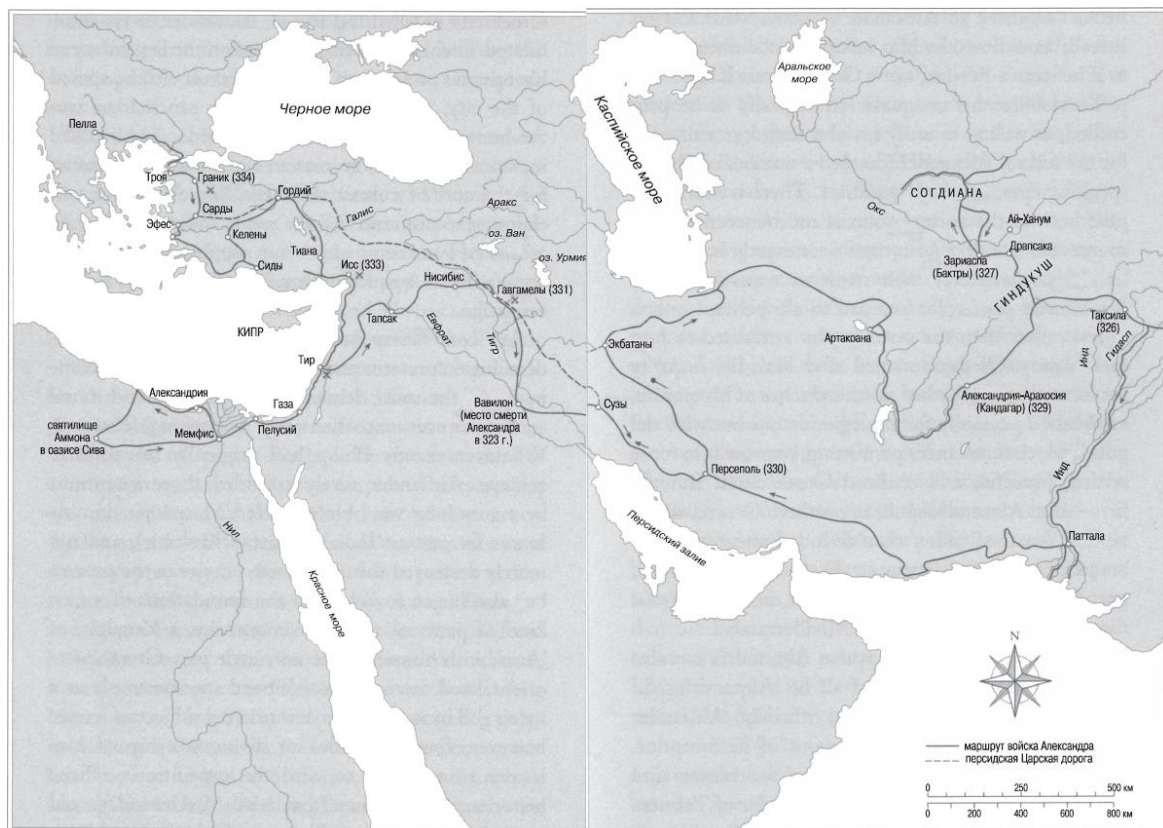 Аральское
море
Черное море
Каспийское море
Пелла
Троя
Граник (334)
Гордий
СОГДИАНА
Сарды
Галис
Аракс
Окс
Ай-Ханум
Эфес
Келены
оз. Ван
Драпсака
Тиана
оз. Урмия
Зариаспа
(Бактры) (327)
Сиды
Исс (333)
Нисибис
Гавгамелы (331)
ГИНДУКУШ
Таксила
(326)
КИПР
Тапсак
Евфрат
Тигр
Экбатаны
Артакоана
Инд
Гидасп
Тир
Александрия
Газа
Вавилон
(место смерти
Александра
в 323 г.)
Сузы
Александрия-Арахосия
(Кандагар) (329)
святилище
Аммона
в оазисе Сива
Мемфис
Пелусий
Персеполь (330)
Инд
Нил
Паттала
Персидский залив
Красное море
N
маршрут войска Александра
персидская Царская дорога
0 250 500 км
0 200 400 600 800 км